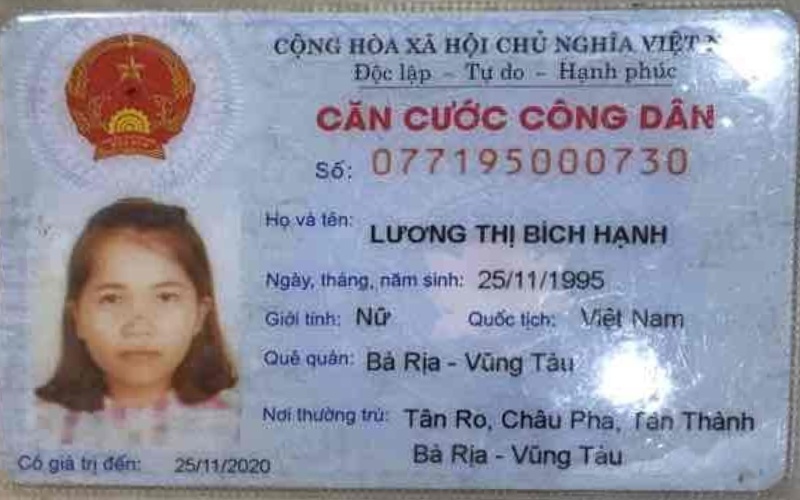 CỘNG HÒA XÃ HỘI CHỦ NGHĨA VIỆT
Độc lập - Tự do - Hạnh phúc
CĂN CƯỚC CÔNG DÂN
Số: 077195000730
Họ và tên: LƯƠNG THỊ BÍCH HẠNH
Ngày, tháng, năm sinh: 25/11/1995
Giới tính: Nữ Quốc tịch: Việt Nam
Quê quán: Bà Rịa - Vũng Tàu
Nơi thường trú: Tân Ro, Châu Pha, Tân Thành
Bà Rịa - Vũng Tàu
Có giá trị đến: 25/11/2020